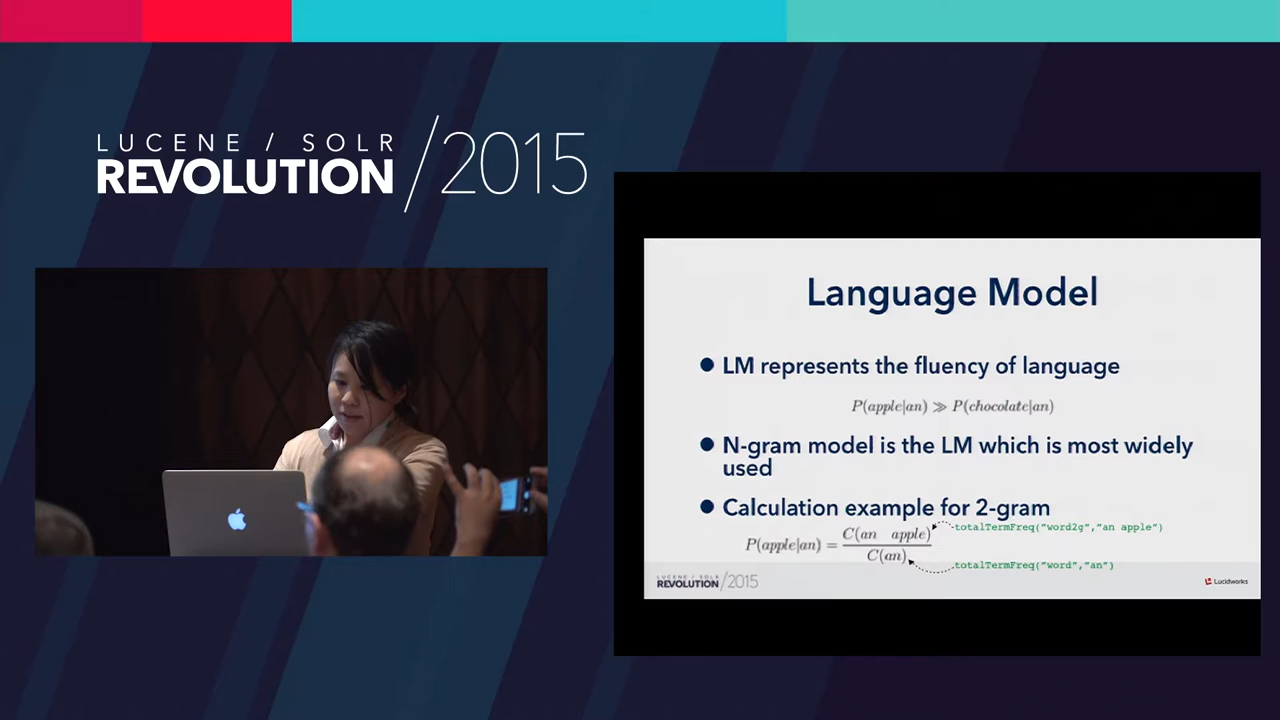 LUCENE / SOLR
REVOLUTION /2015
Language Model
● LM represents the fluency of language
P(apple|an) ≫ P(chocolate|an)
● N-gram model is the LM which is most widely
used
● Calculation example for 2-gram
P(apple|an) = C(an apple) / C(an)
totalTermFreq("word2g","an apple")
totalTermFreq("word","an")
LUCENE / SOLR
REVOLUTION /2015
Lucidworks